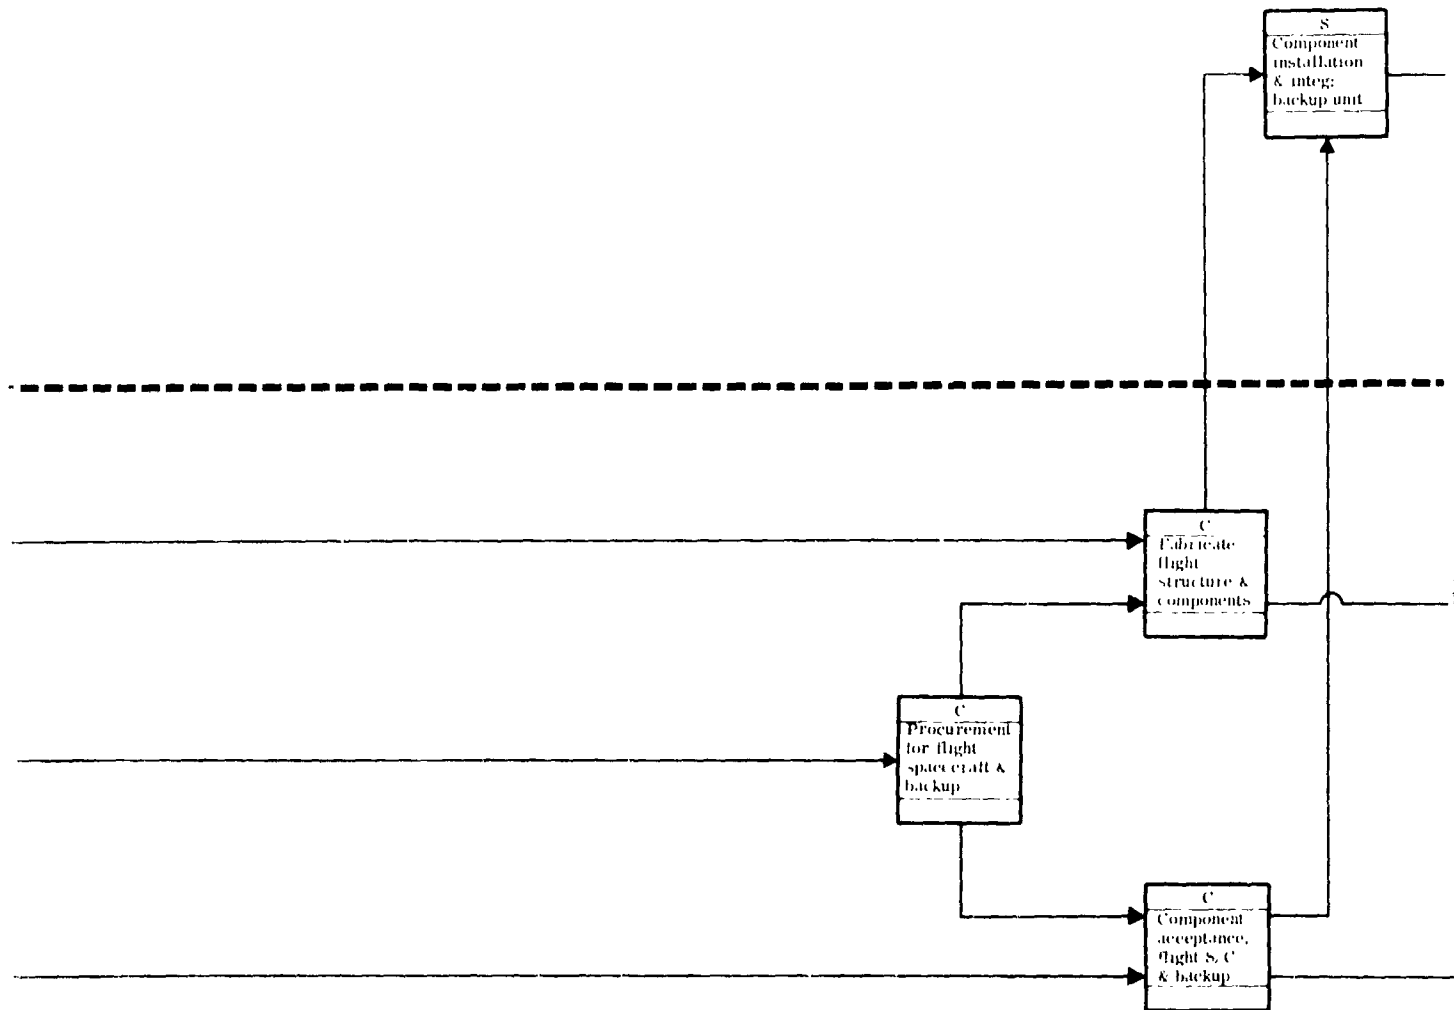 S
Component
installation
& integ:
backup unit
C
Fabricate
flight
structure &
components
C
Procurement
for flight
spacecraft &
backup
C
Component
acceptance,
flight S/C
& backup